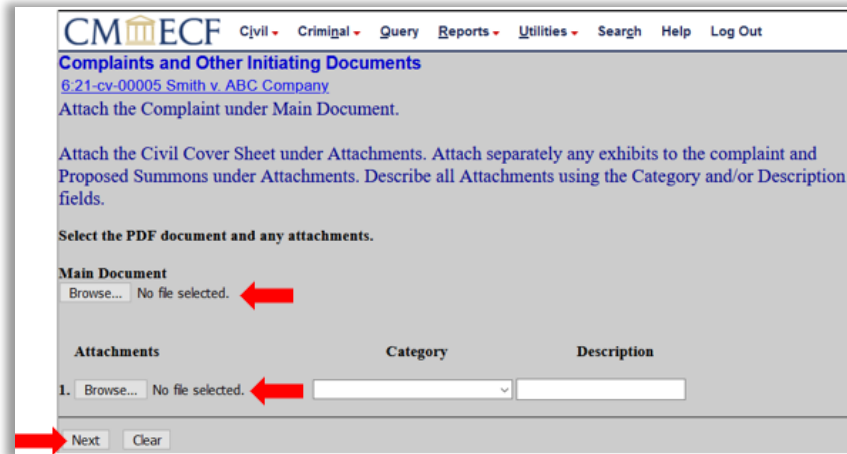 CM ECF Civil Criminal Query Reports Utilities Search Help Log Out
Complaints and Other Initiating Documents
6:21-cv-00005 Smith v. ABC Company
Attach the Complaint under Main Document.
Attach the Civil Cover Sheet under Attachments. Attach separately any exhibits to the complaint and
Proposed Summons under Attachments. Describe all Attachments using the Category and/or Description
fields.
Select the PDF document and any attachments.
Main Document
Browse... No file selected.
Attachments Category Description
1. Browse... No file selected.
Next Clear